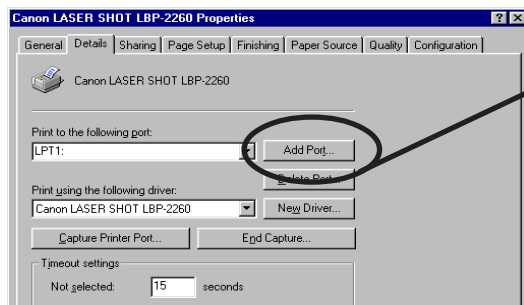 Canon LASER SHOT LBP-2260 Properties
General Details Sharing Page Setup Finishing Paper Source Quality Configuration
Canon LASER SHOT LBP-2260
Print to the following port:
LPT1: Add Port...
Delete Port...
Print using the following driver:
Canon LASER SHOT LBP-2260 New Driver...
Capture Printer Port... End Capture...
Timeout settings
Not selected: 15 seconds